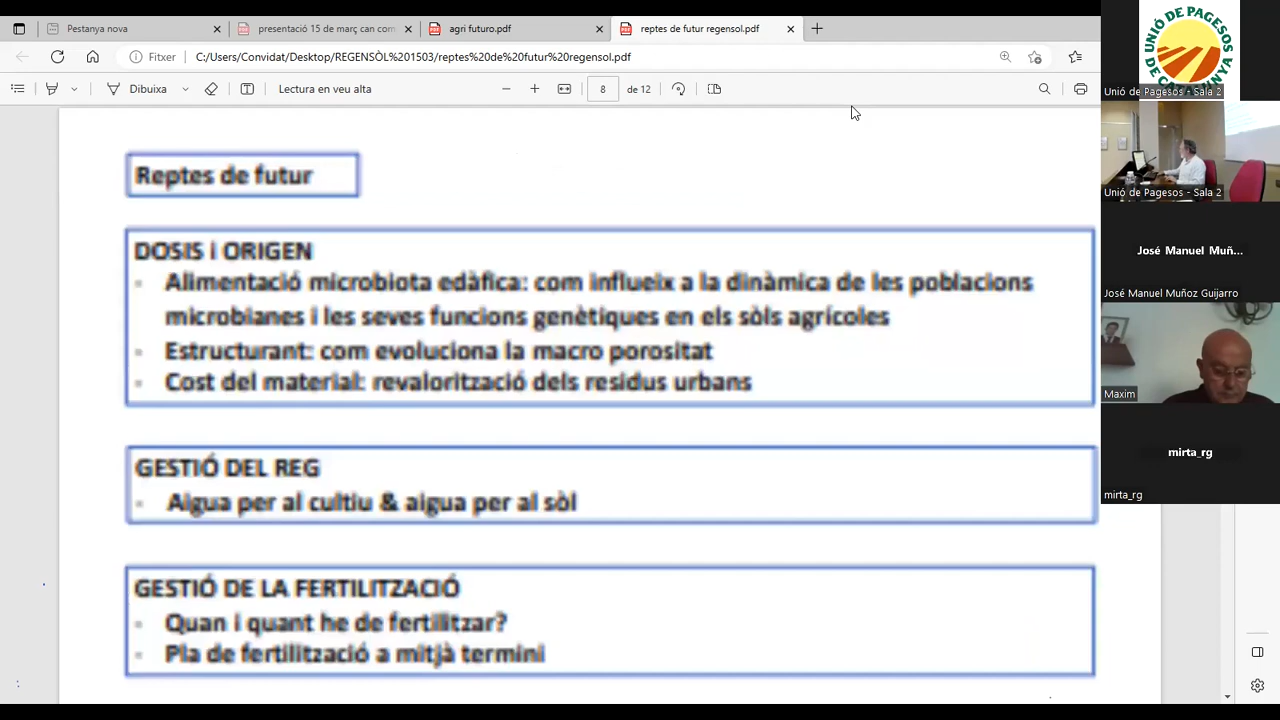 Pestanya nova
presentació 15 de març can com
agri futuro.pdf
reptes de futur regensol.pdf
Fitxer
C:/Users/Convidat/Desktop/REGENSÒL%201503/reptes%20de%20futur%20regensol.pdf
Dibuixa
Lectura en veu alta
8
de 12
Reptes de futur
DOSIS i ORIGEN
- Alimentació microbiota edàfica: com influeix a la dinàmica de les poblacions
microbianes i les seves funcions genètiques en els sòls agrícoles
- Estructurant: com evoluciona la macro porositat
- Cost del material: revalorització dels residus urbans
GESTIÓ DEL REG
- Aigua per al cultiu & aigua per al sòl
GESTIÓ DE LA FERTILITZACIÓ
- Quan i quant he de fertilitzar?
- Pla de fertilització a mitjà termini
UNIÓ DE PAGESOS
DE CATALUNYA
Unió de Pagesos - Sala 2
Unió de Pagesos - Sala 2
José Manuel Muñ...
José Manuel Muñoz Guijarro
Maxim
mirta_rg
mirta_rg